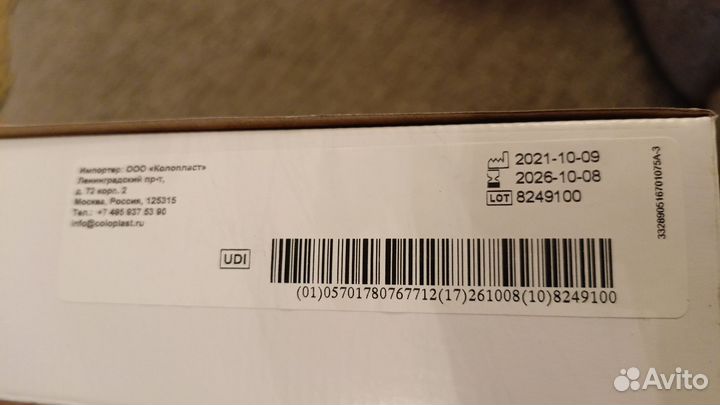 Импортер: ООО «Колопласт»
Ленинградский пр-т,
д. 72 корп. 2
Москва, Россия, 125315
Тел.: +7 495 937 53 90
info@coloplast.ru
2021-10-09
2026-10-08
LOT 8249100
332890516701075A-3
UDI
(01)05701780767712(17)261008(10)8249100
Avito